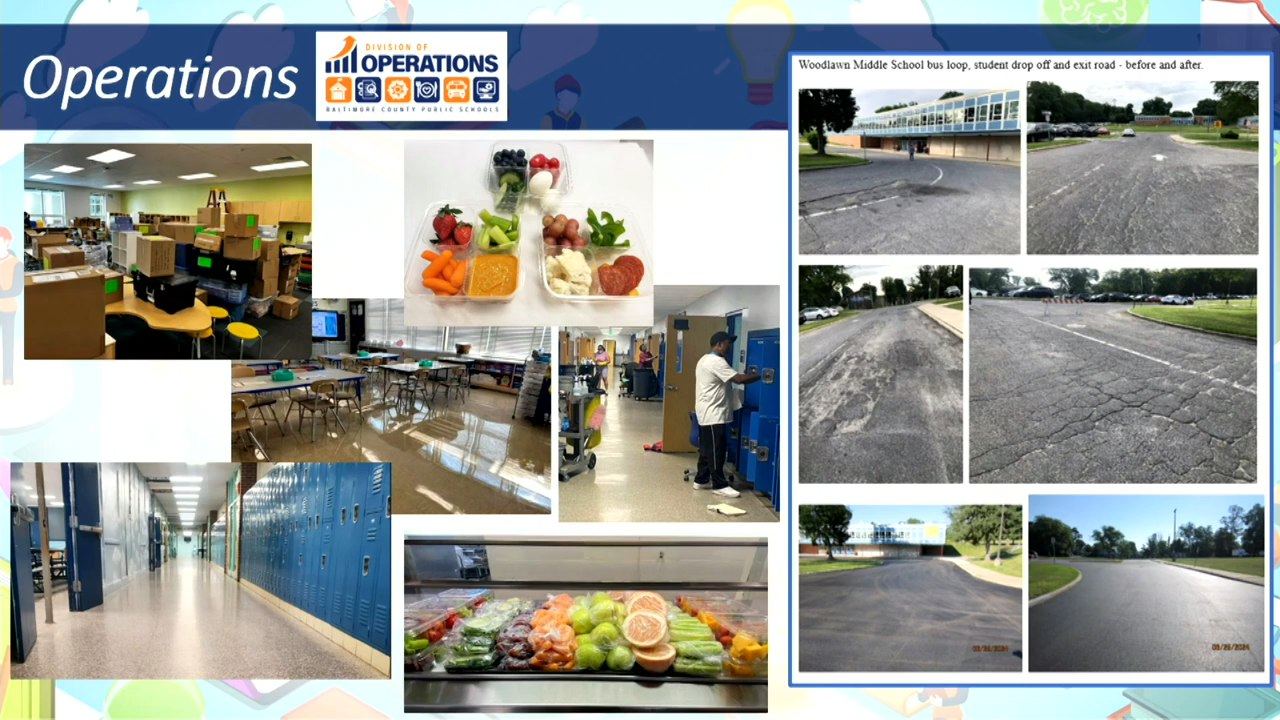 Operations
DIVISION OF
OPERATIONS
BALTIMORE COUNTY PUBLIC SCHOOLS
Woodlawn Middle School bus loop, student drop off and exit road - before and after.